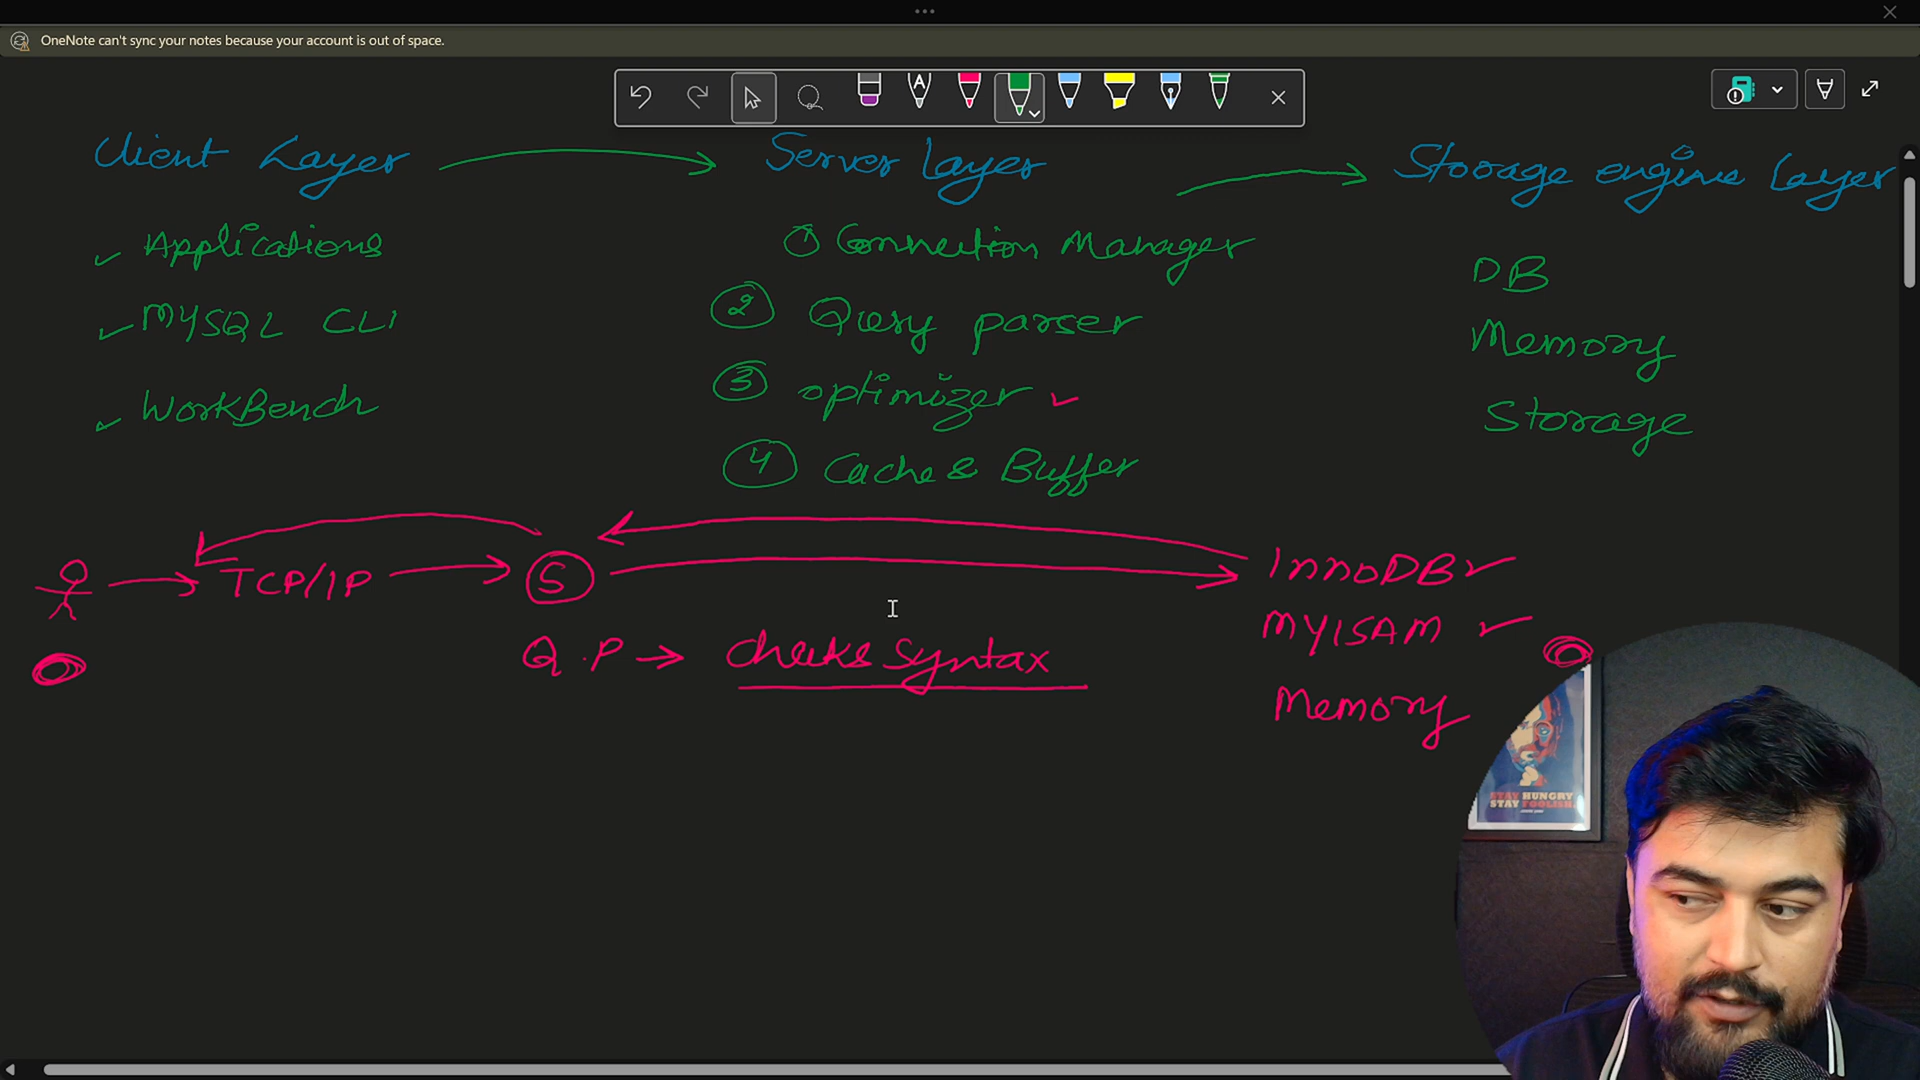 OneNote can't sync your notes because your account is out of space.
Client Layer
Server layer
Storage engine Layer
Applications
MYSQL CLI
WorkBench
1 Connection Manager
2 Query parser
3 optimizer
4 Cache & Buffer
DB
Memory
Storage
TCP/IP
S
InnoDB
MYISAM
Memory
Q.P → Checks Syntax
STAY HUNGRY
STAY FOOLISH